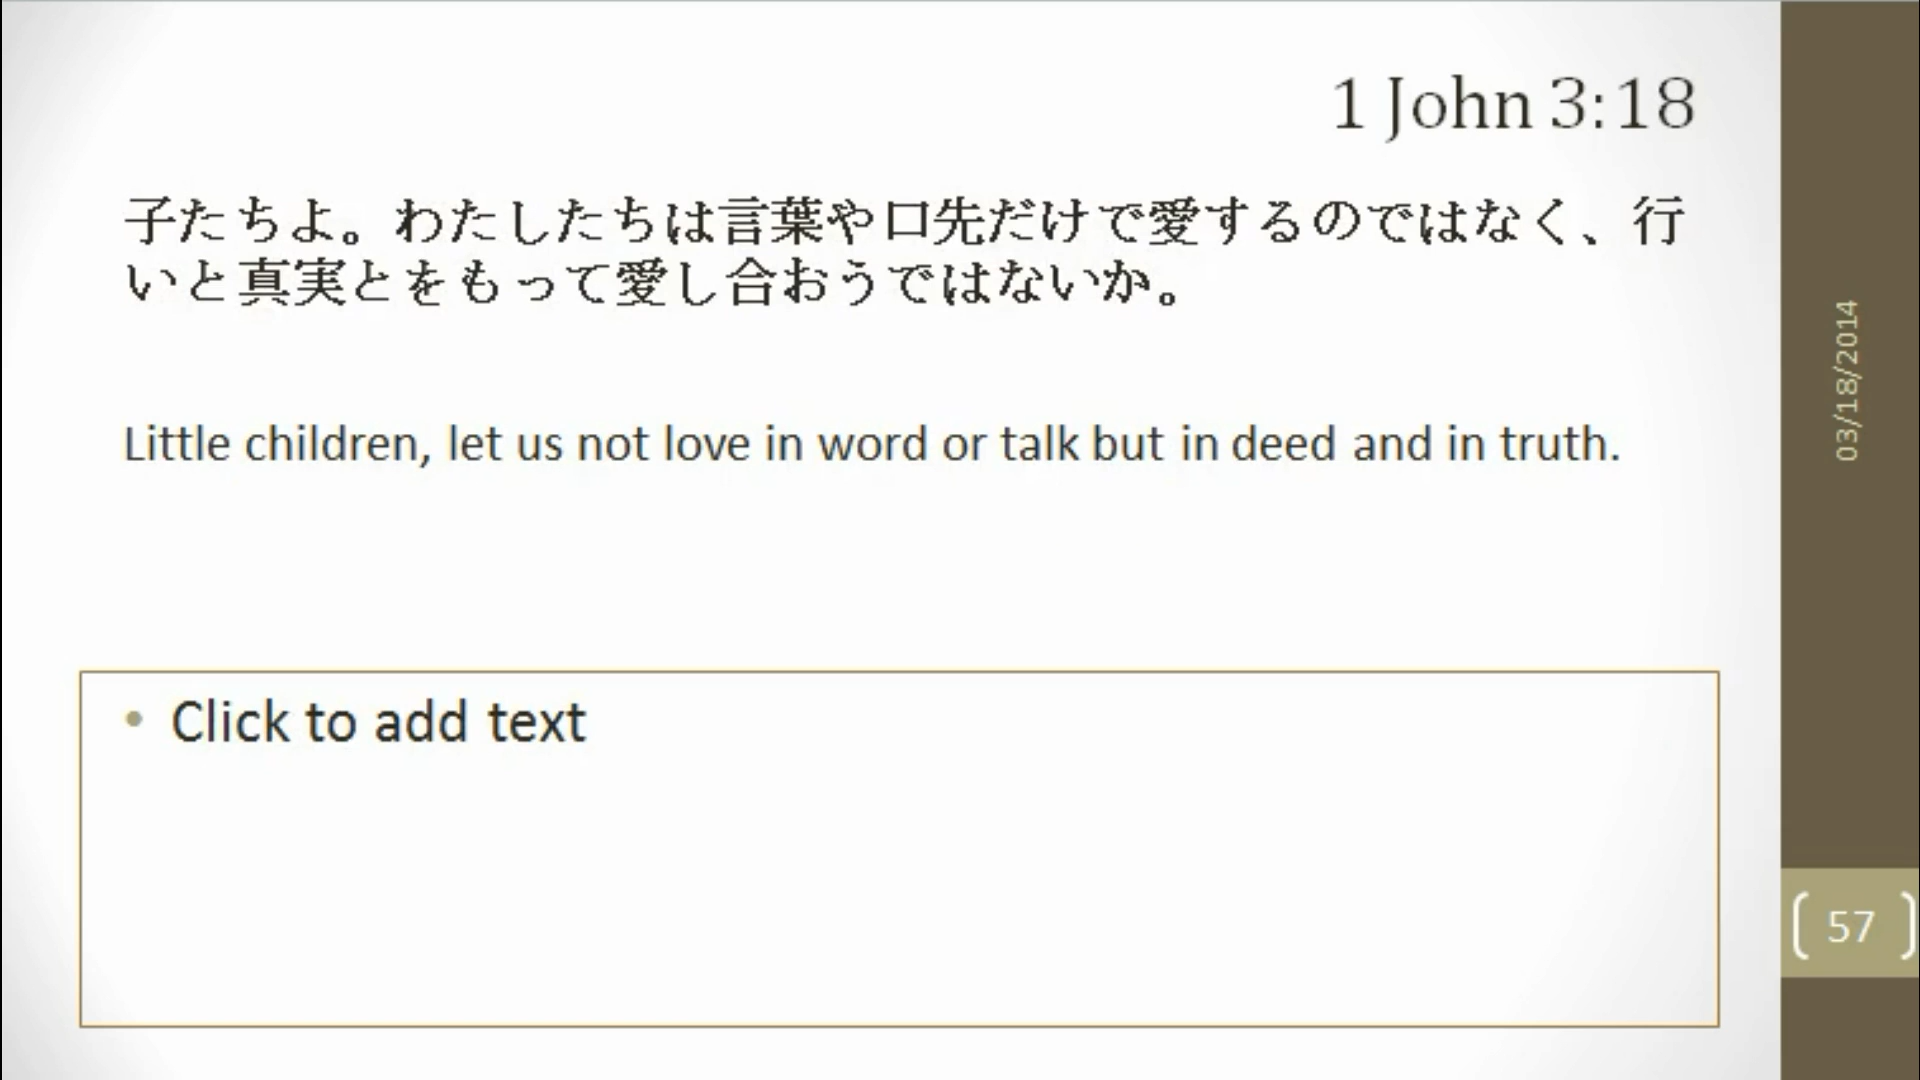 1 John 3:18
子たちよ。わたしたちは言葉や口先だけで愛するのではなく、行
いと真実とをもって愛し合おうではないか。
Little children, let us not love in word or talk but in deed and in truth.
• Click to add text
03/18/2014
57